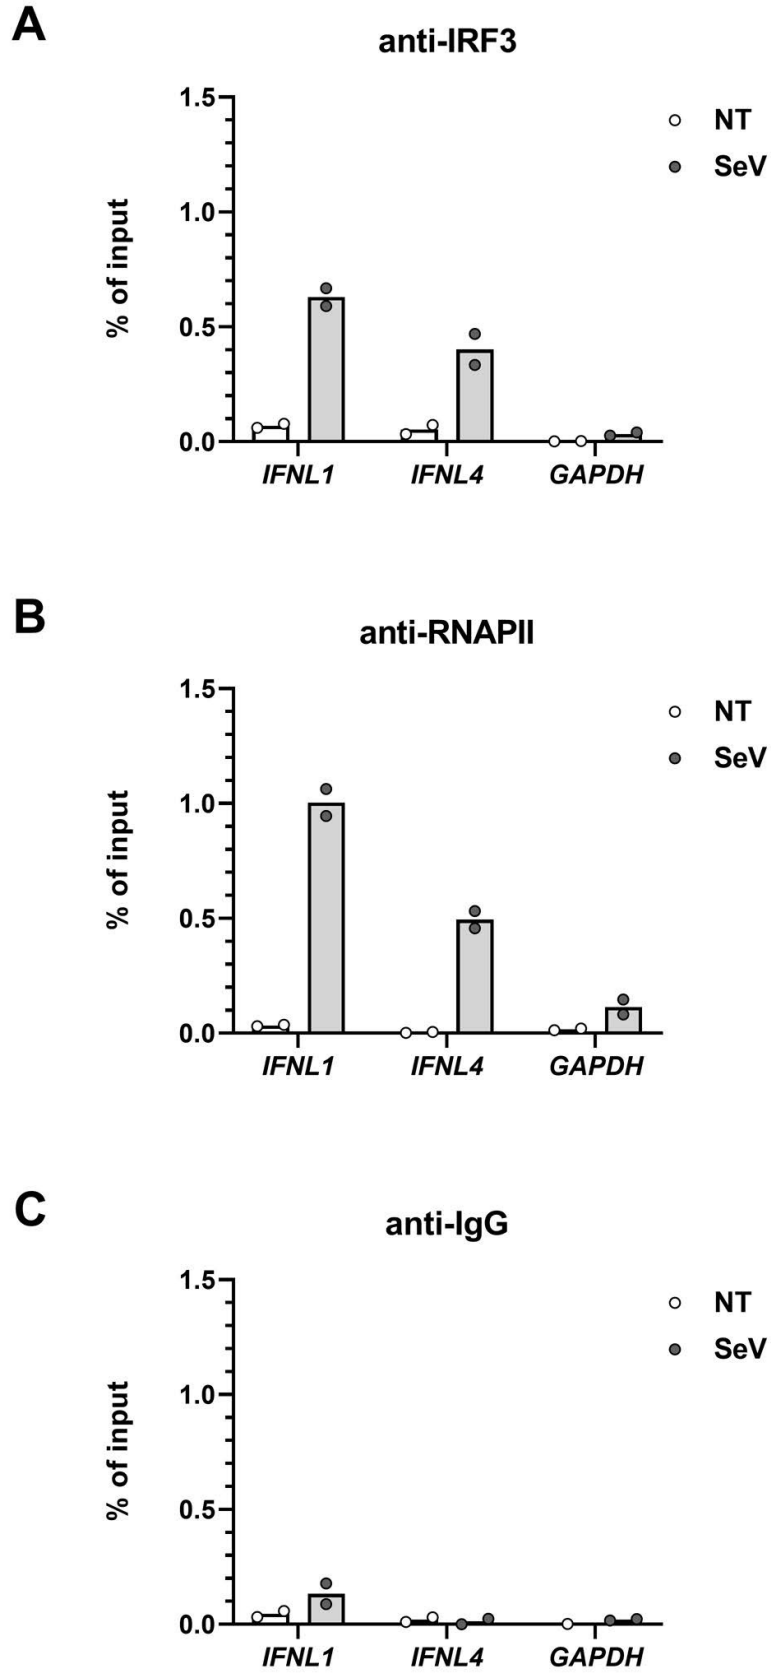 A
anti-IRF3
NT
SeV
% of input
1.5
1.0
0.5
0.0
IFNL1 IFNL4 GAPDH
B
anti-RNAPII
NT
SeV
% of input
1.5
1.0
0.5
0.0
IFNL1 IFNL4 GAPDH
C
anti-IgG
NT
SeV
% of input
1.5
1.0
0.5
0.0
IFNL1 IFNL4 GAPDH